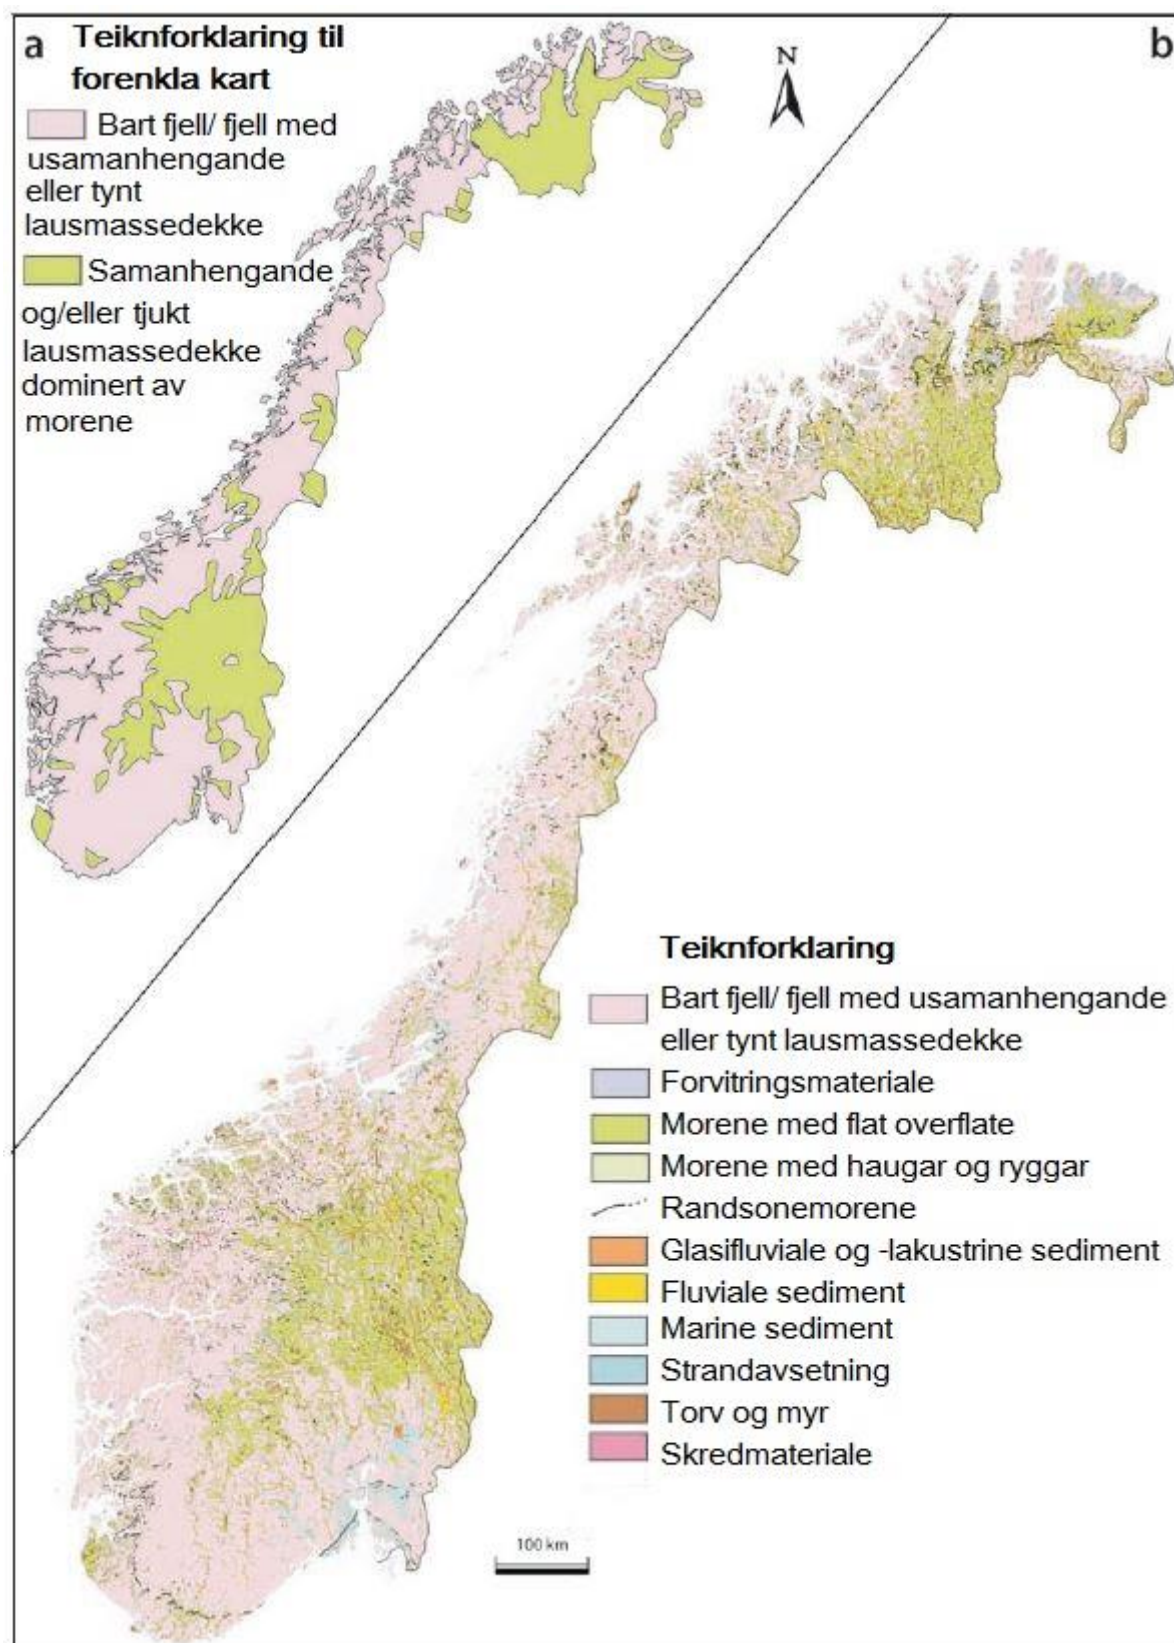 a
Teiknforklaring til
forenkla kart
Bart fjell/ fjell med
usamanhengande
eller tynt
lausmassedekke
Samanhengande
og/eller tjukt
lausmassedekke
dominert av
morene
N
b
Teiknforklaring
Bart fjell/ fjell med usamanhengande
eller tynt lausmassedekke
Forvitringsmateriale
Morene med flat overflate
Morene med haugar og ryggar
Randsonemorene
Glasifluviale og -lakustrine sediment
Fluviale sediment
Marine sediment
Strandavsetning
Torv og myr
Skredmateriale
100 km